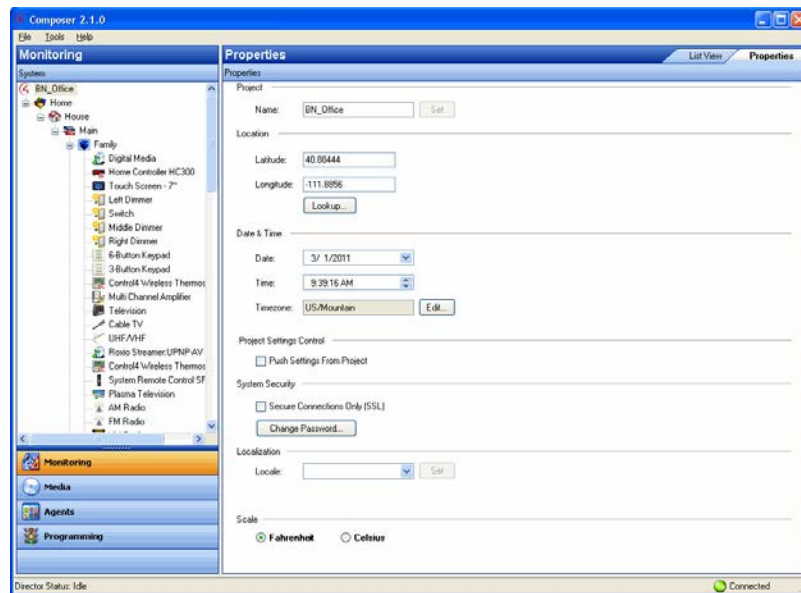 Composer 2.1.0
File Tools Help
Monitoring
System
BN_Office
Home
House
Main
Family
Digital Media
Home Controller HC300
Touch Screen - 7"
Left Dimmer
Switch
Middle Dimmer
Right Dimmer
6-Button Keypad
3-Button Keypad
Control4 Wireless Thermos
Multi Channel Amplifier
Television
Cable TV
UHF/VHF
Roxio Streamer:UPNP-AV
Control4 Wireless Thermos
System Remote Control SR
Plasma Television
AM Radio
FM Radio
Monitoring
Media
Agents
Programming
Properties
List View Properties
Properties
Project
Name: BN_Office Set
Location
Latitude: 40.88444
Longitude: -111.8856
Lookup...
Date & Time
Date: 3/ 1/2011
Time: 9:39:16 AM
Timezone: US/Mountain Edit...
Project Settings Control
Push Settings From Project
System Security
Secure Connections Only (SSL)
Change Password...
Localization
Locale: Set
Scale
Fahrenheit Celsius
Director Status: Idle
Connected